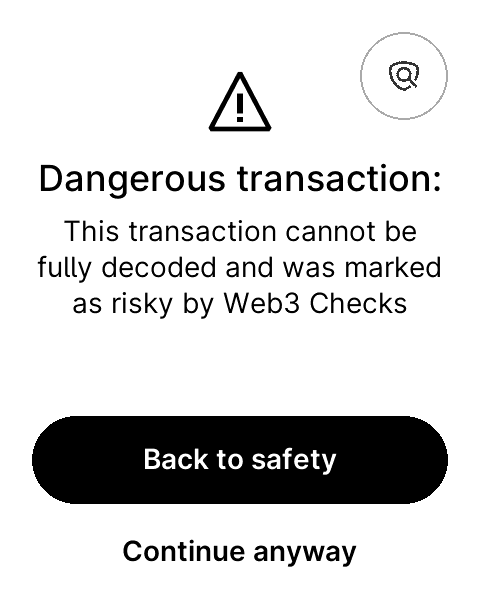 Dangerous transaction:
This transaction cannot be
fully decoded and was marked
as risky by Web3 Checks
Back to safety
Continue anyway